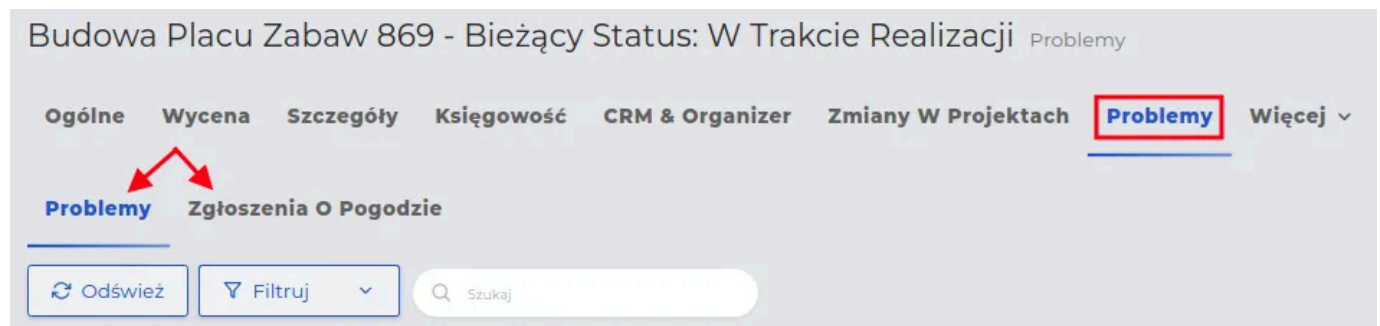 Budowa Placu Zabaw 869 - Bieżący Status: W Trakcie Realizacji Problemy
Ogólne Wycena Szczegóły Księgowość CRM & Organizer Zmiany W Projektach Problemy Więcej
Problemy Zgłoszenia O Pogodzie
Odśwież Filtruj Szukaj